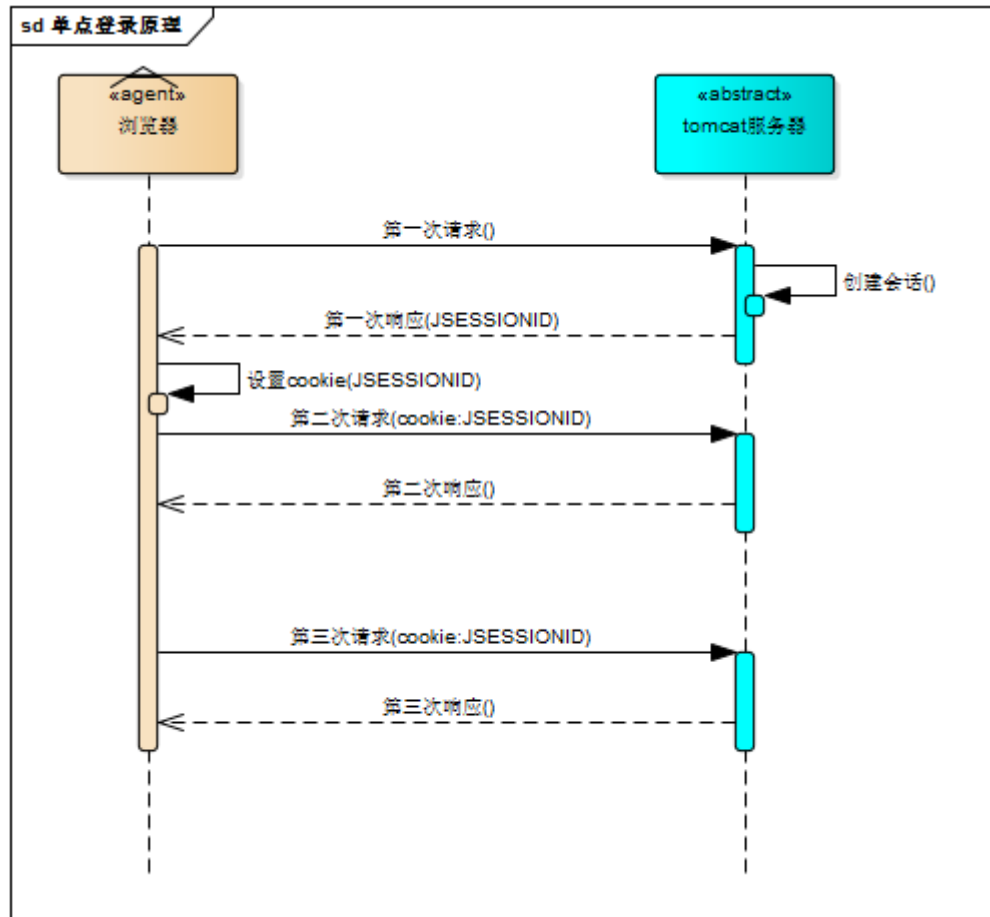 sd 单点登录原理
«agent»
浏览器
«abstract»
tomcat服务器
第一次请求()
创建会话()
第一次响应(JSESSIONID)
设置cookie(JSESSIONID)
第二次请求(cookie:JSESSIONID)
第二次响应()
第三次请求(cookie:JSESSIONID)
第三次响应()